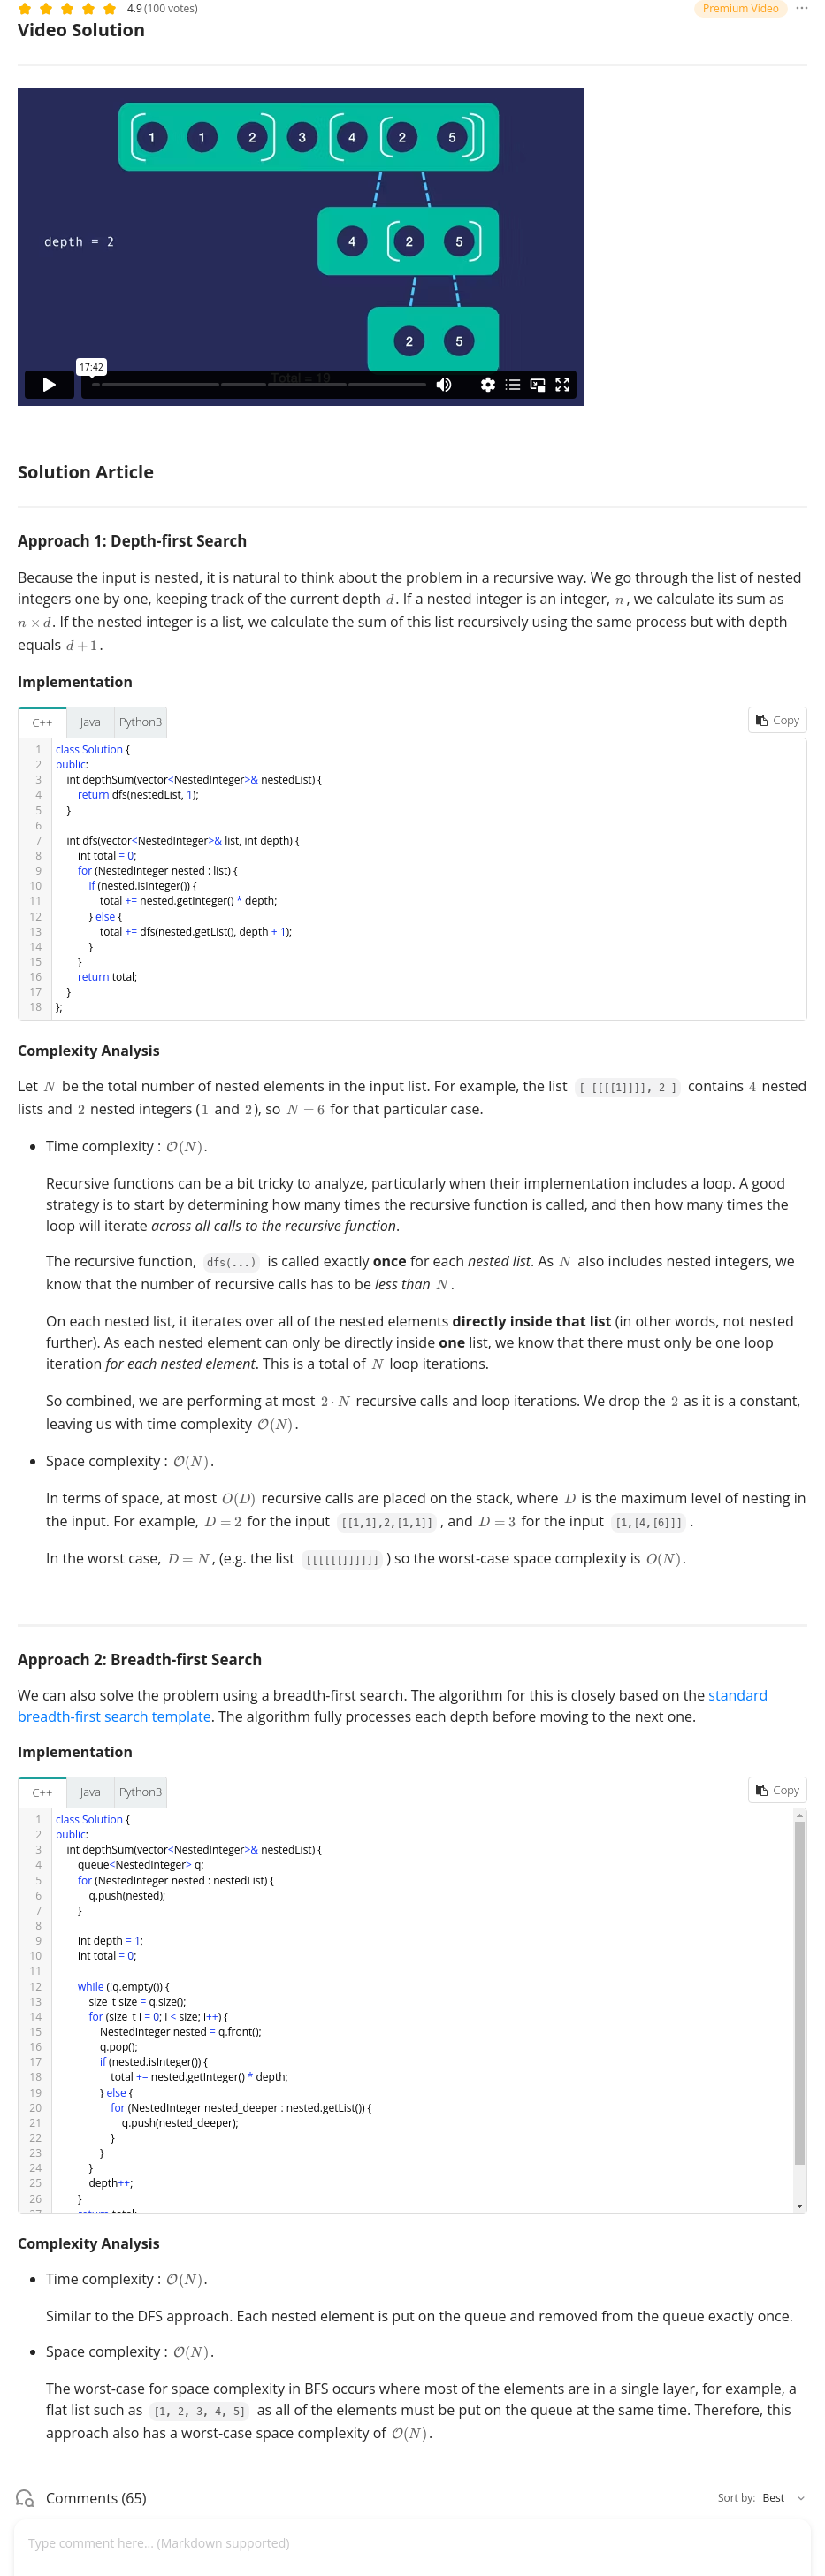 4.9 (100 votes)
Premium Video
Video Solution
1 1 2 3 4 2 5
depth = 2
4 2 5
2 5
17:42
Total = 19
Solution Article
Approach 1: Depth-first Search
Because the input is nested, it is natural to think about the problem in a recursive way. We go through the list of nested
integers one by one, keeping track of the current depth d. If a nested integer is an integer, n, we calculate its sum as
n × d. If the nested integer is a list, we calculate the sum of this list recursively using the same process but with depth
equals d + 1.
Implementation
C++ Java Python3
Copy
1 class Solution {
2 public:
3 int depthSum(vector<NestedInteger>& nestedList) {
4 return dfs(nestedList, 1);
5 }
6
7 int dfs(vector<NestedInteger>& list, int depth) {
8 int total = 0;
9 for (NestedInteger nested : list) {
10 if (nested.isInteger()) {
11 total += nested.getInteger() * depth;
12 } else {
13 total += dfs(nested.getList(), depth + 1);
14 }
15 }
16 return total;
17 }
18 };
Complexity Analysis
Let N be the total number of nested elements in the input list. For example, the list [ [[[[1]]]], 2 ] contains 4 nested
lists and 2 nested integers (1 and 2), so N = 6 for that particular case.
Time complexity : O(N).
Recursive functions can be a bit tricky to analyze, particularly when their implementation includes a loop. A good
strategy is to start by determining how many times the recursive function is called, and then how many times the
loop will iterate across all calls to the recursive function.
The recursive function, dfs(...) is called exactly once for each nested list. As N also includes nested integers, we
know that the number of recursive calls has to be less than N.
On each nested list, it iterates over all of the nested elements directly inside that list (in other words, not nested
further). As each nested element can only be directly inside one list, we know that there must only be one loop
iteration for each nested element. This is a total of N loop iterations.
So combined, we are performing at most 2 · N recursive calls and loop iterations. We drop the 2 as it is a constant,
leaving us with time complexity O(N).
Space complexity : O(N).
In terms of space, at most O(D) recursive calls are placed on the stack, where D is the maximum level of nesting in
the input. For example, D = 2 for the input [[1,1],2,[1,1]] , and D = 3 for the input [1,[4,[6]]] .
In the worst case, D = N, (e.g. the list [[[[[[]]]]]] ) so the worst-case space complexity is O(N).
Approach 2: Breadth-first Search
We can also solve the problem using a breadth-first search. The algorithm for this is closely based on the standard
breadth-first search template. The algorithm fully processes each depth before moving to the next one.
Implementation
C++ Java Python3
Copy
1 class Solution {
2 public:
3 int depthSum(vector<NestedInteger>& nestedList) {
4 queue<NestedInteger> q;
5 for (NestedInteger nested : nestedList) {
6 q.push(nested);
7 }
8
9 int depth = 1;
10 int total = 0;
11
12 while (!q.empty()) {
13 size_t size = q.size();
14 for (size_t i = 0; i < size; i++) {
15 NestedInteger nested = q.front();
16 q.pop();
17 if (nested.isInteger()) {
18 total += nested.getInteger() * depth;
19 } else {
20 for (NestedInteger nested_deeper : nested.getList()) {
21 q.push(nested_deeper);
22 }
23 }
24 }
25 depth++;
26 }
27 return total;
Complexity Analysis
Time complexity : O(N).
Similar to the DFS approach. Each nested element is put on the queue and removed from the queue exactly once.
Space complexity : O(N).
The worst-case for space complexity in BFS occurs where most of the elements are in a single layer, for example, a
flat list such as [1, 2, 3, 4, 5] as all of the elements must be put on the queue at the same time. Therefore, this
approach also has a worst-case space complexity of O(N).
Comments (65)
Sort by: Best
Type comment here... (Markdown supported)